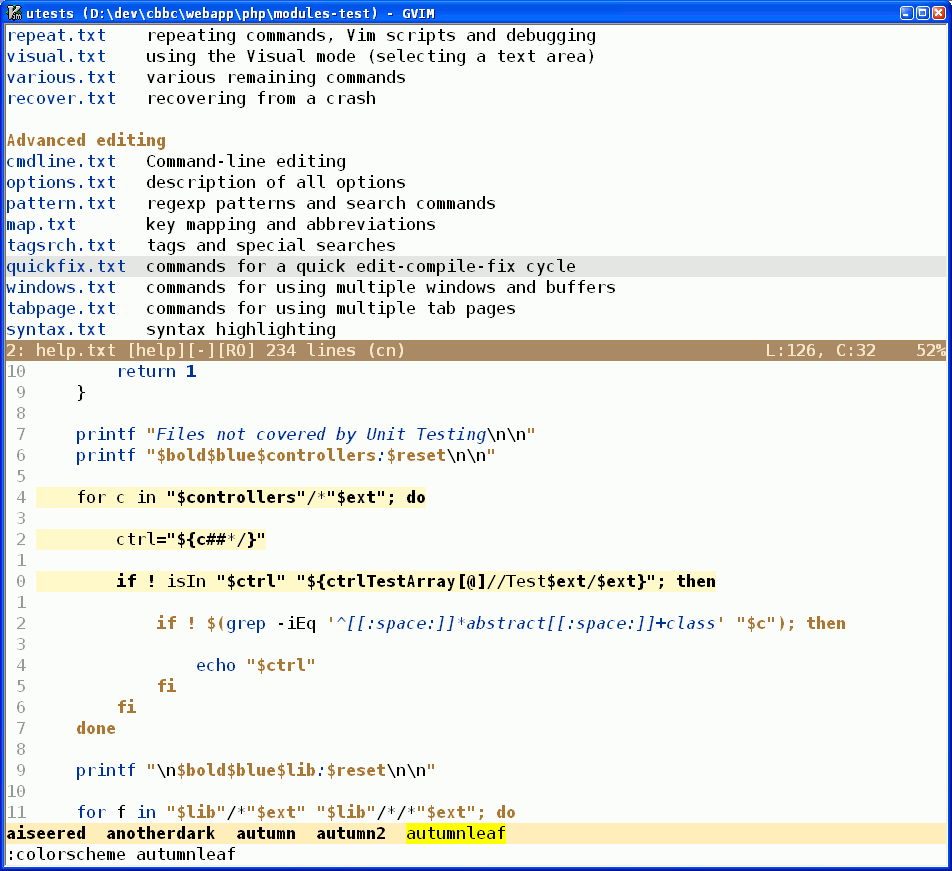 utests (D:\dev\cbbc\webapp\php\modules-test) - GVIM
repeat.txt    repeating commands, Vim scripts and debugging
visual.txt    using the Visual mode (selecting a text area)
various.txt   various remaining commands
recover.txt   recovering from a crash
Advanced editing
cmdline.txt   Command-line editing
options.txt   description of all options
pattern.txt   regexp patterns and search commands
map.txt       key mapping and abbreviations
tagsrch.txt   tags and special searches
quickfix.txt  commands for a quick edit-compile-fix cycle
windows.txt   commands for using multiple windows and buffers
tabpage.txt   commands for using multiple tab pages
syntax.txt    syntax highlighting
2: help.txt [help][-][RO] 234 lines (cn)                                    L:126, C:32    52%
10         return 1
 9     }
 8
 7     printf "Files not covered by Unit Testing\n\n"
 6     printf "$bold$blue$controllers:$reset\n\n"
 5
 4     for c in "$controllers"/*"$ext"; do
 3
 2         ctrl="${c##*/}"
 1
 0         if ! isIn "$ctrl" "${ctrlTestArray[@]//Test$ext/$ext}"; then
 1
 2             if ! $(grep -iEq '^[[:space:]]*abstract[[:space:]]+class' "$c"); then
 3
 4                 echo "$ctrl"
 5             fi
 6         fi
 7     done
 8
 9     printf "\n$bold$blue$lib:$reset\n\n"
10
11     for f in "$lib"/*"$ext" "$lib"/*/*"$ext"; do
aiseered  anotherdark  autumn  autumn2  autumnleaf
:colorscheme autumnleaf